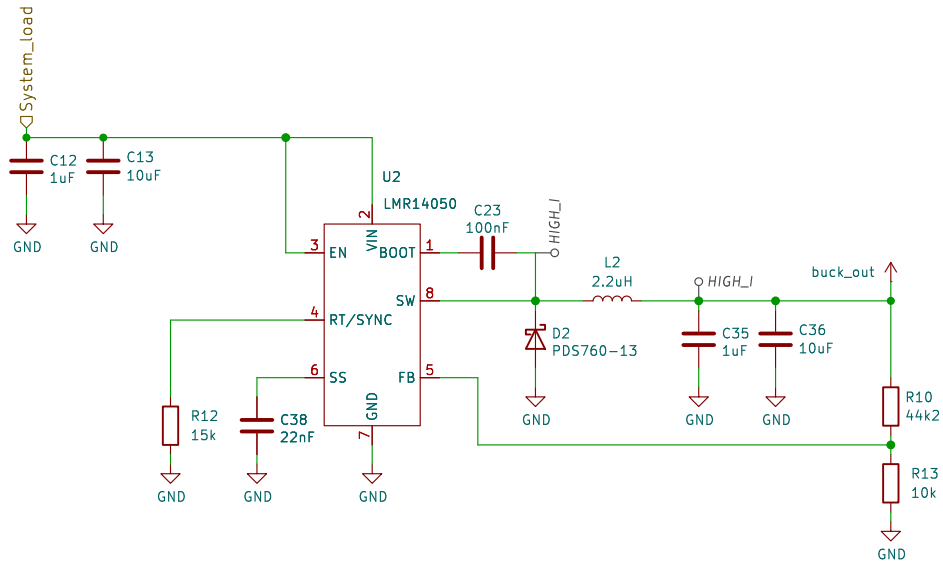 System_load
C12
1uF
GND
C13
10uF
GND
U2
LMR14050
2
VIN
3
EN
BOOT
1
SW
8
4
RT/SYNC
6
SS
FB
5
GND
7
GND
R12
15k
GND
C38
22nF
GND
C23
100nF
HIGH_I
D2
PDS760-13
GND
L2
2.2uH
HIGH_I
C35
1uF
GND
C36
10uF
GND
buck_out
R10
44k2
R13
10k
GND